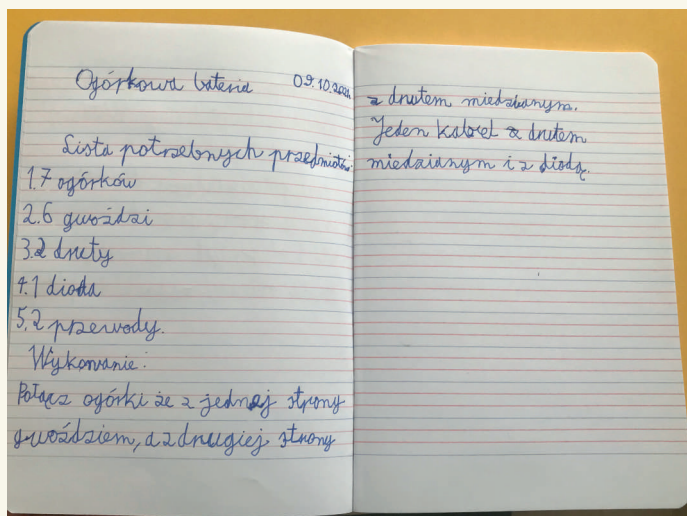 Ogórkowa bateria 09.10.2024
Lista potrzebnych przedmiotów:
1.7 ogórków
2.6 gwoździ
3.2 druty
4.1 dioda
5.2 przewody.
Wykonanie:
Połącz ogórki że z jednej strony
gwoździem, a z drugiej strony
z drutem miedzianym.
Jeden kabel z drutem
miedzianym i z diodą.